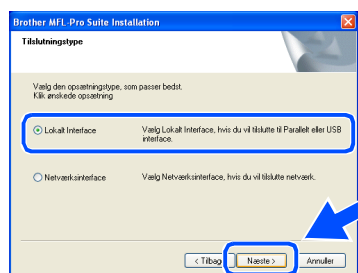 Brother MFL-Pro Suite Installation
Tilslutningstype
Vælg den opsætningstype, som passer bedst.
Klik ønskede opsætning
Lokalt Interface
Vælg Lokalt Interface, hvis du vil tilslutte til Parallelt eller USB
interface.
Netværksinterface
Vælg Netværksinterface, hvis du vil tilslutte netværk.
< Tilbage
Næste >
Annuller